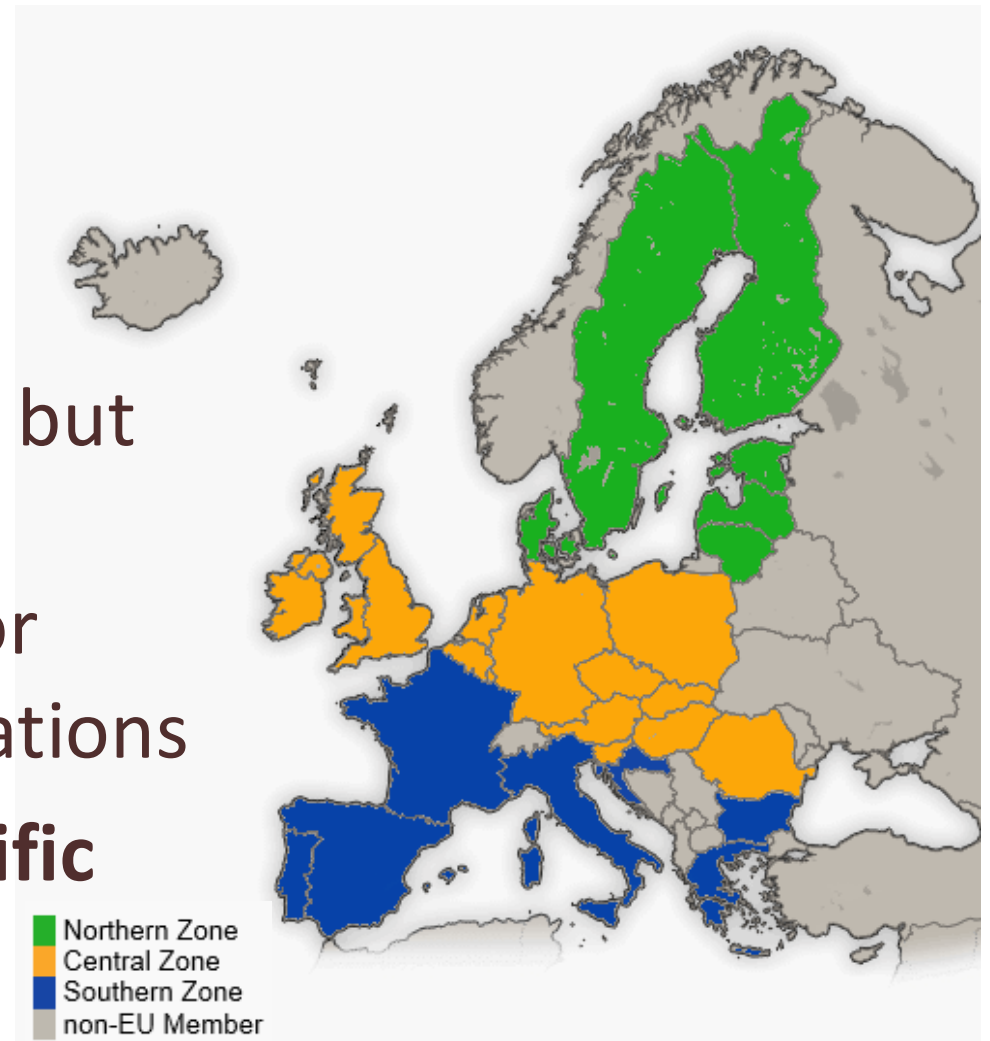 but
or
ations
ific
Northern Zone
Central Zone
Southern Zone
non-EU Member